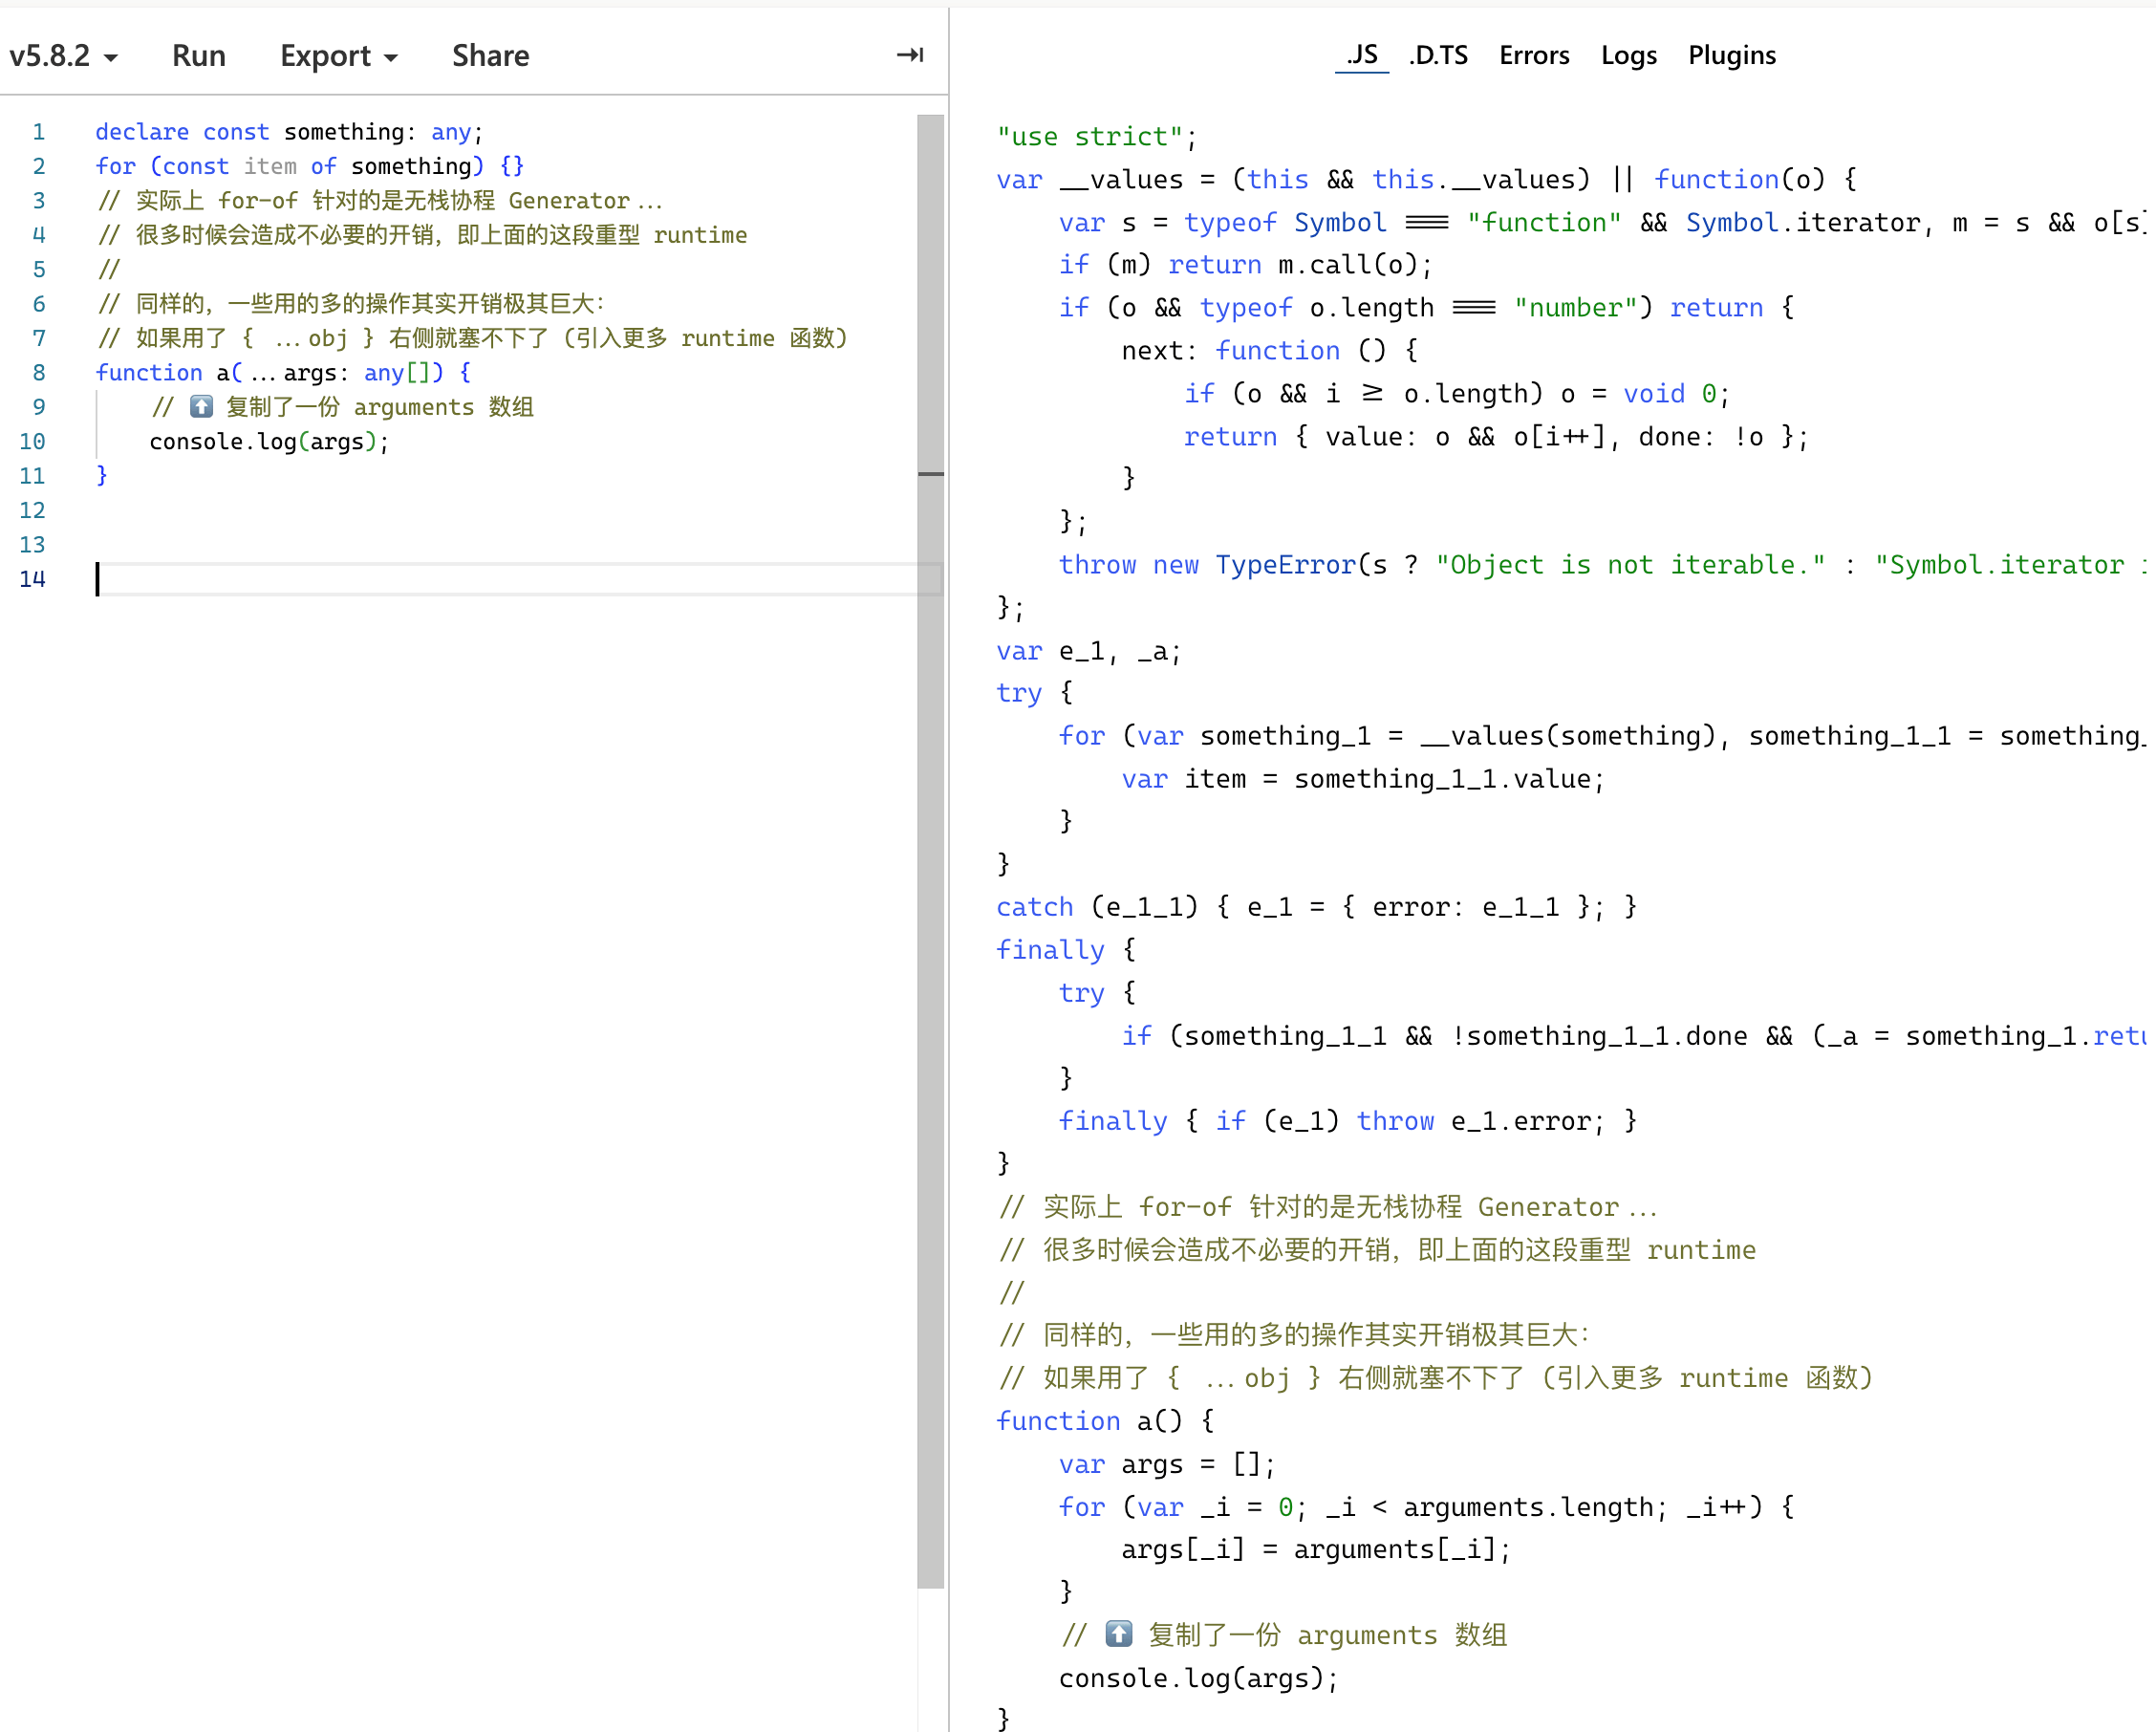 v5.8.2 Run Export Share
.JS .D.TS Errors Logs Plugins
1 declare const something: any;
2 for (const item of something) {}
3 // 实际上 for-of 针对的是无栈协程 Generator...
4 // 很多时候会造成不必要的开销，即上面的这段重型 runtime
5 //
6 // 同样的，一些用的多的操作其实开销极其巨大：
7 // 如果用了 { ...obj } 右侧就塞不下了（引入更多 runtime 函数）
8 function a(...args: any[]) {
9 // ⬆️ 复制了一份 arguments 数组
10 console.log(args);
11 }
12
13
14
"use strict";
var __values = (this && this.__values) || function(o) {
var s = typeof Symbol === "function" && Symbol.iterator, m = s && o[s]
if (m) return m.call(o);
if (o && typeof o.length === "number") return {
next: function () {
if (o && i >= o.length) o = void 0;
return { value: o && o[i++], done: !o };
}
};
throw new TypeError(s ? "Object is not iterable." : "Symbol.iterator
};
var e_1, _a;
try {
for (var something_1 = __values(something), something_1_1 = something_
var item = something_1_1.value;
}
}
catch (e_1_1) { e_1 = { error: e_1_1 }; }
finally {
try {
if (something_1_1 && !something_1_1.done && (_a = something_1.retu
}
finally { if (e_1) throw e_1.error; }
}
// 实际上 for-of 针对的是无栈协程 Generator...
// 很多时候会造成不必要的开销，即上面的这段重型 runtime
//
// 同样的，一些用的多的操作其实开销极其巨大：
// 如果用了 { ...obj } 右侧就塞不下了（引入更多 runtime 函数）
function a() {
var args = [];
for (var _i = 0; _i < arguments.length; _i++) {
args[_i] = arguments[_i];
}
// ⬆️ 复制了一份 arguments 数组
console.log(args);
}